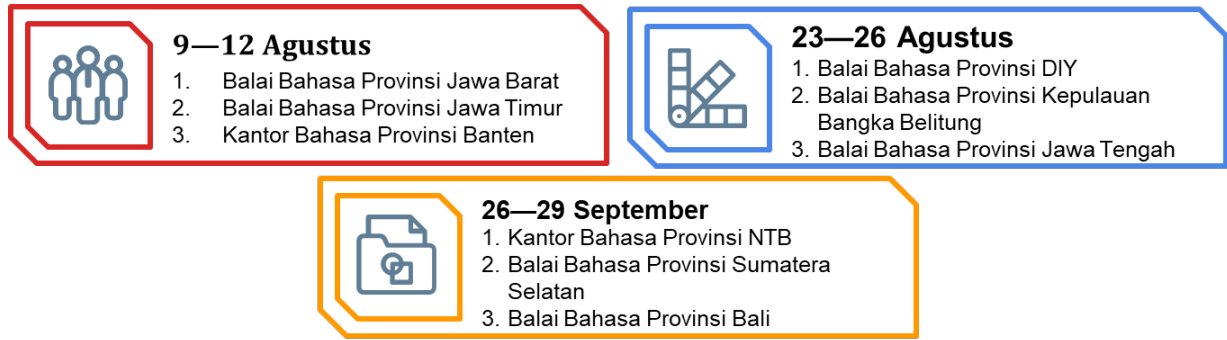 9—12 Agustus
1. Balai Bahasa Provinsi Jawa Barat
2. Balai Bahasa Provinsi Jawa Timur
3. Kantor Bahasa Provinsi Banten
23—26 Agustus
1. Balai Bahasa Provinsi DIY
2. Balai Bahasa Provinsi Kepulauan
Bangka Belitung
3. Balai Bahasa Provinsi Jawa Tengah
26—29 September
1. Kantor Bahasa Provinsi NTB
2. Balai Bahasa Provinsi Sumatera
Selatan
3. Balai Bahasa Provinsi Bali